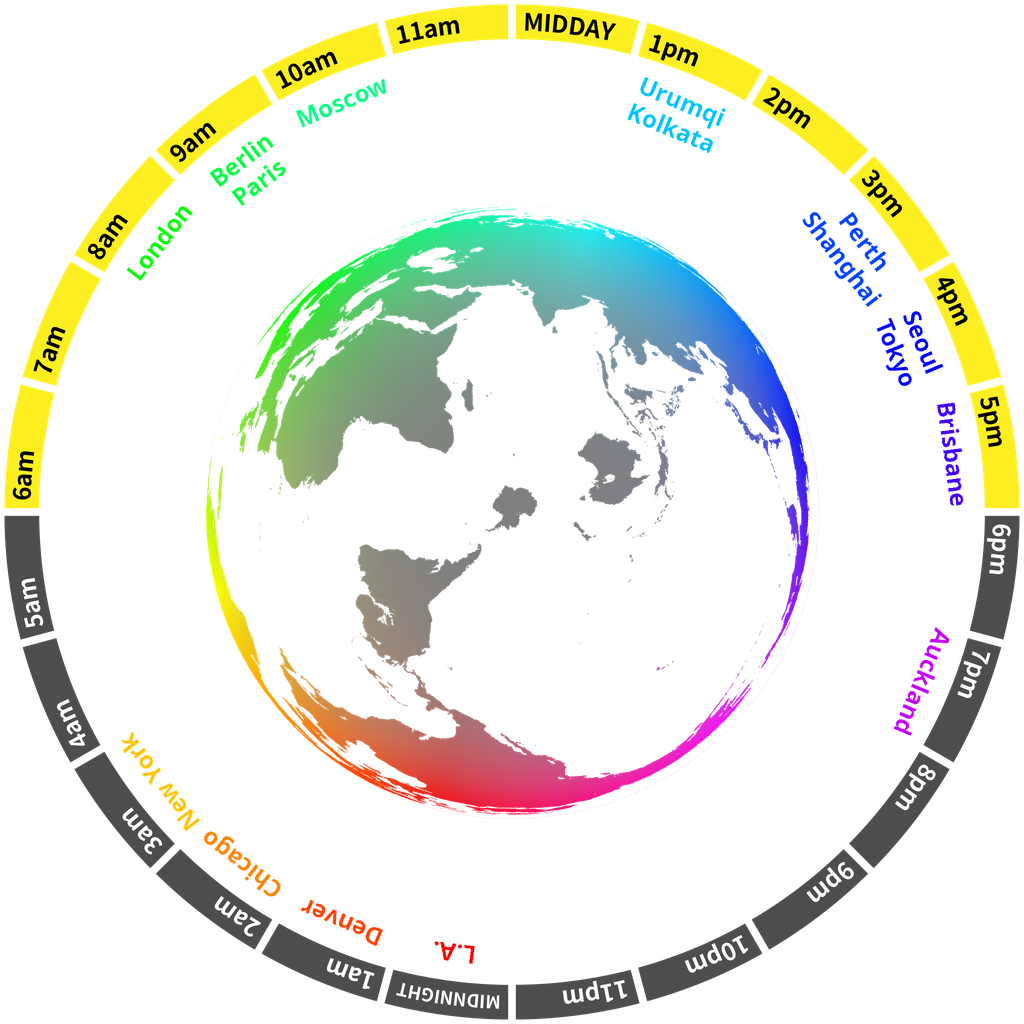 MIDDAY
1pm
2pm
3pm
4pm
5pm
6pm
7pm
8pm
9pm
10pm
11pm
MIDNNIGHT
1am
2am
3am
4am
5am
6am
7am
8am
9am
10am
11am
Urumqi
Kolkata
Perth
Shanghai
Seoul
Tokyo
Brisbane
Auckland
L.A.
Denver
Chicago
New York
London
Berlin
Paris
Moscow